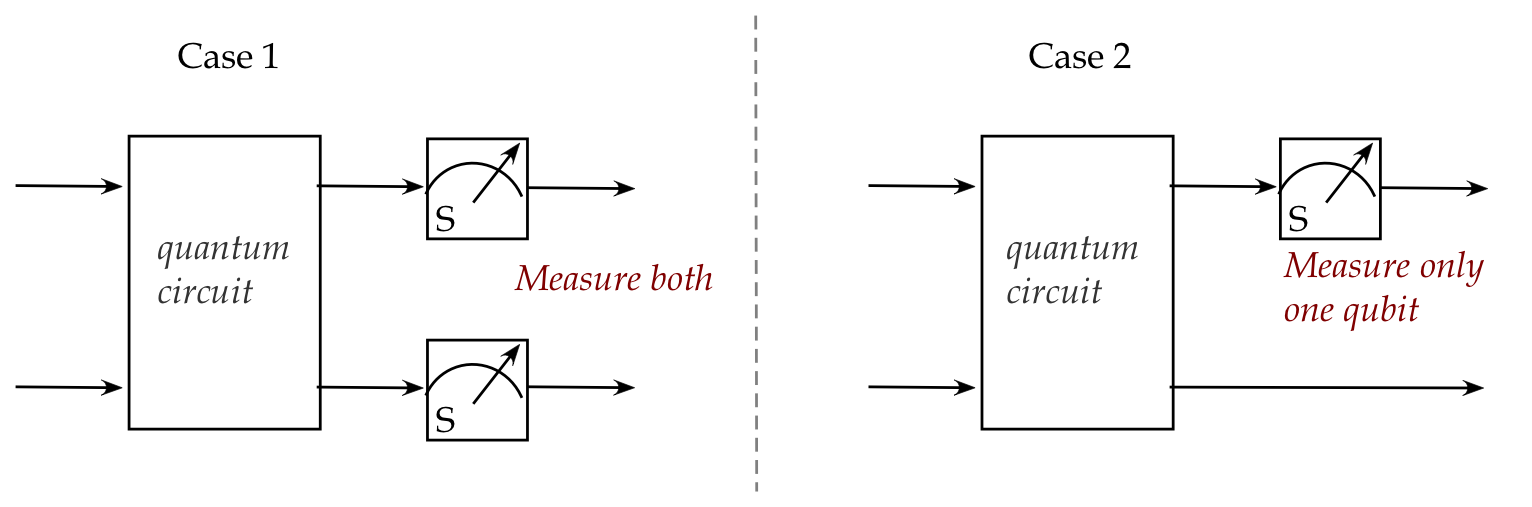 Case 1
quantum
circuit
S
Measure both
S
Case 2
quantum
circuit
S
Measure only
one qubit